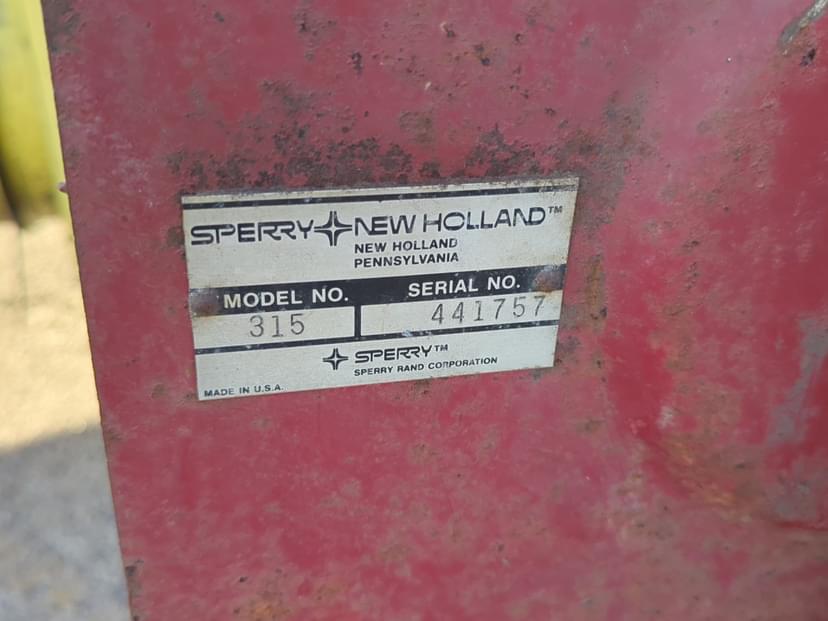 SPERRY NEW HOLLAND™
NEW HOLLAND
PENNSYLVANIA
MODEL NO. SERIAL NO.
315 441757
SPERRY™
SPERRY RAND CORPORATION
MADE IN U.S.A.